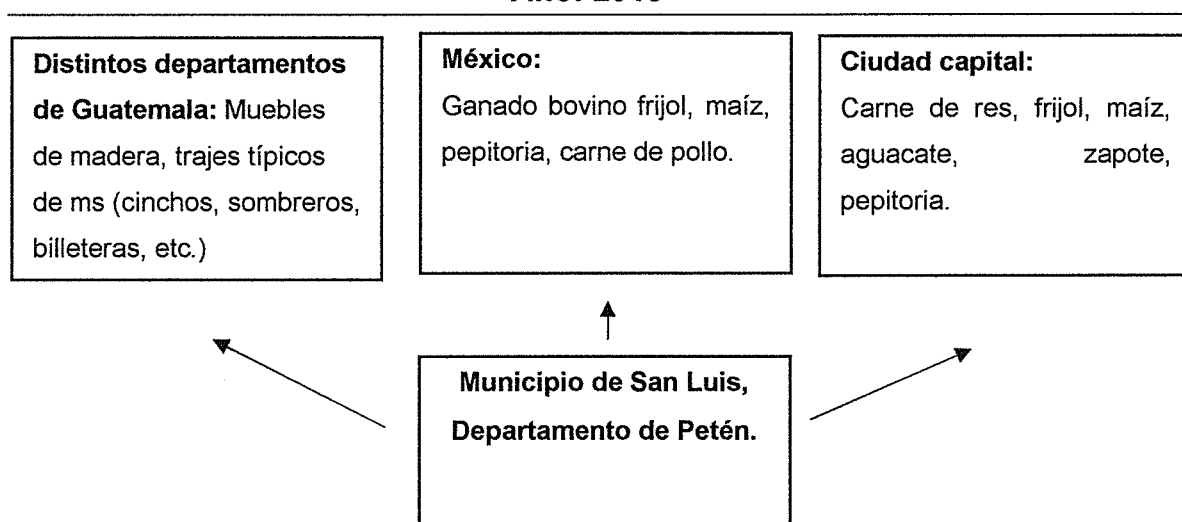 Distintos departamentos
de Guatemala: Muebles
de madera, trajes típicos
de ms (cinchos, sombreros,
billeteras, etc.)
México:
Ganado bovino frijol, maíz,
pepitoria, carne de pollo.
Ciudad capital:
Carne de res, frijol, maíz,
aguacate, zapote,
pepitoria.
Municipio de San Luis,
Departamento de Petén.